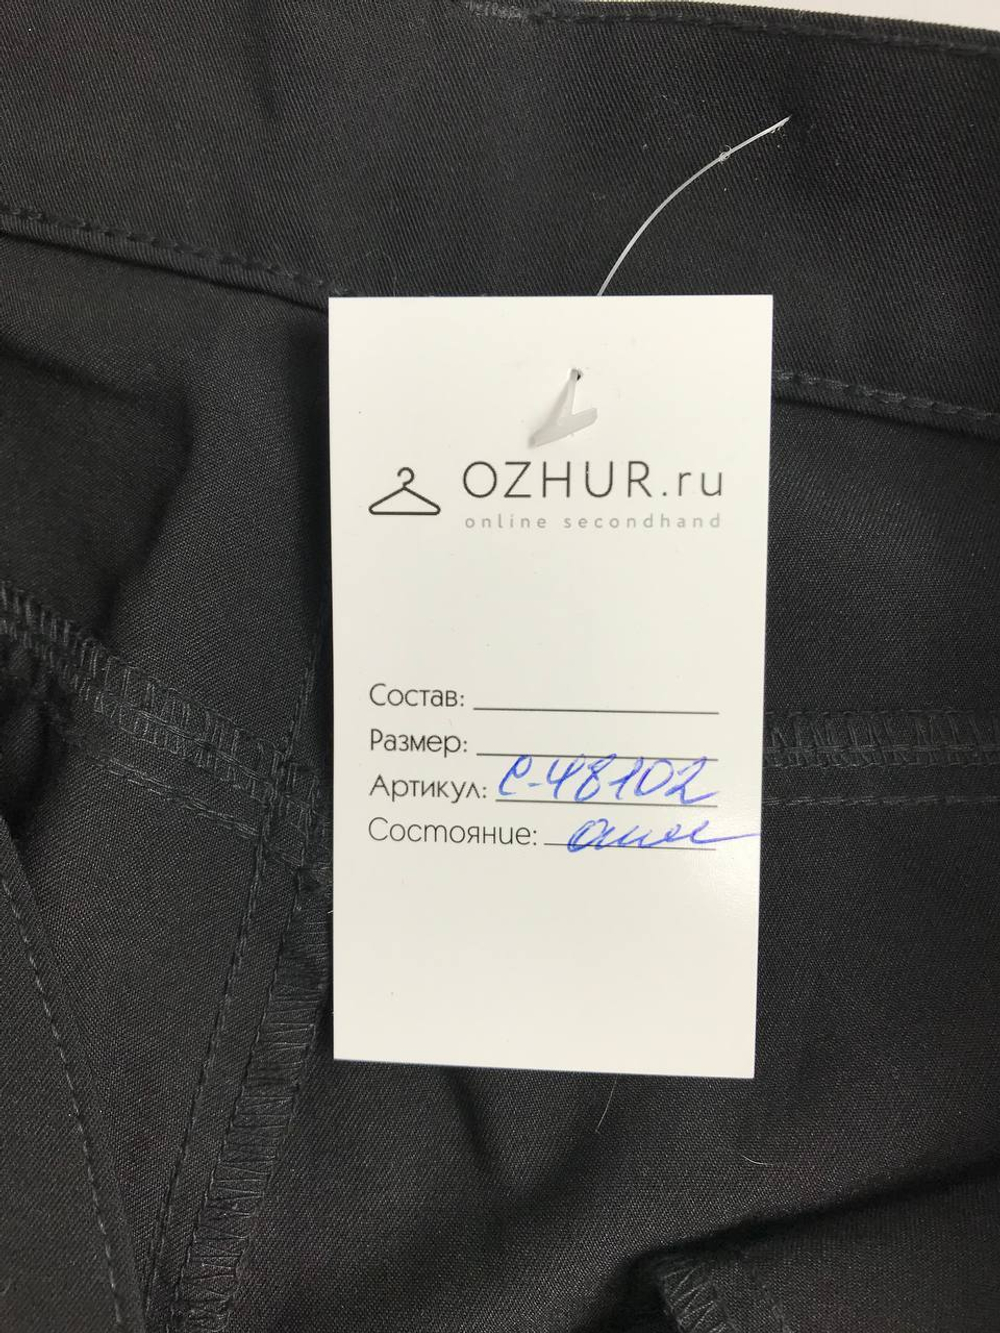 OZHUR.ru
online secondhand
Состав:
Размер:
Артикул: С-48102
Состояние: